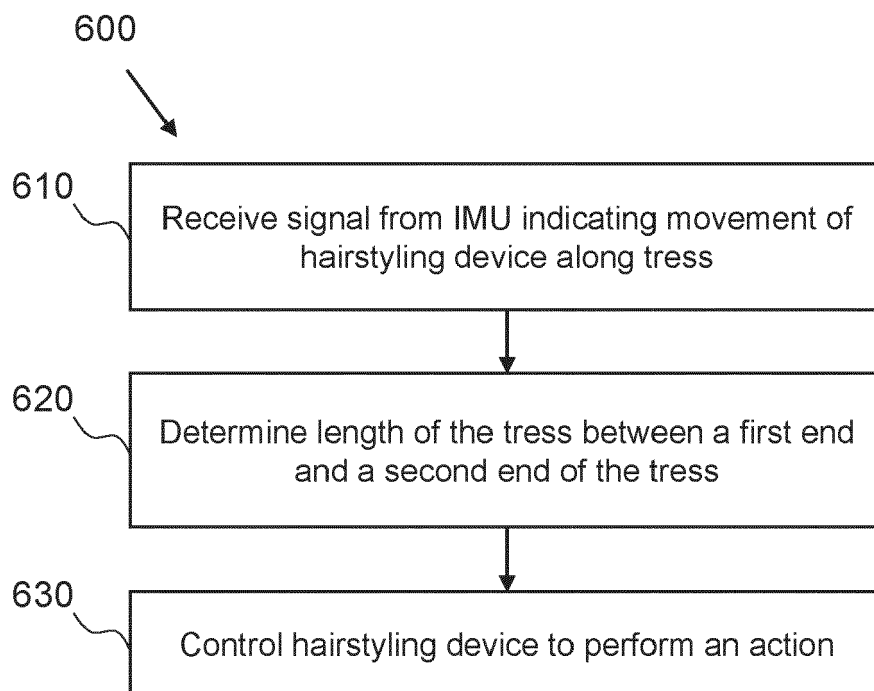 600
610
Receive signal from IMU indicating movement of
hairstyling device along tress
620
Determine length of the tress between a first end
and a second end of the tress
630
Control hairstyling device to perform an action